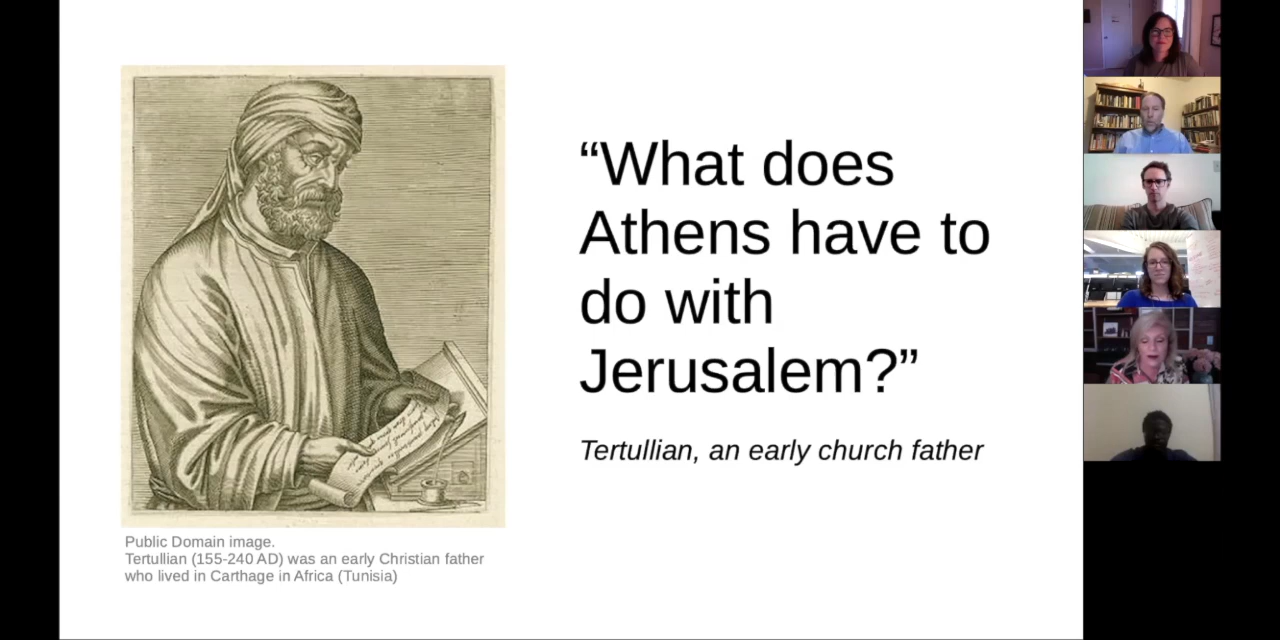 “What does
Athens have to
do with
Jerusalem?”
Tertullian, an early church father
Public Domain image.
Tertullian (155-240 AD) was an early Christian father
who lived in Carthage in Africa (Tunisia)